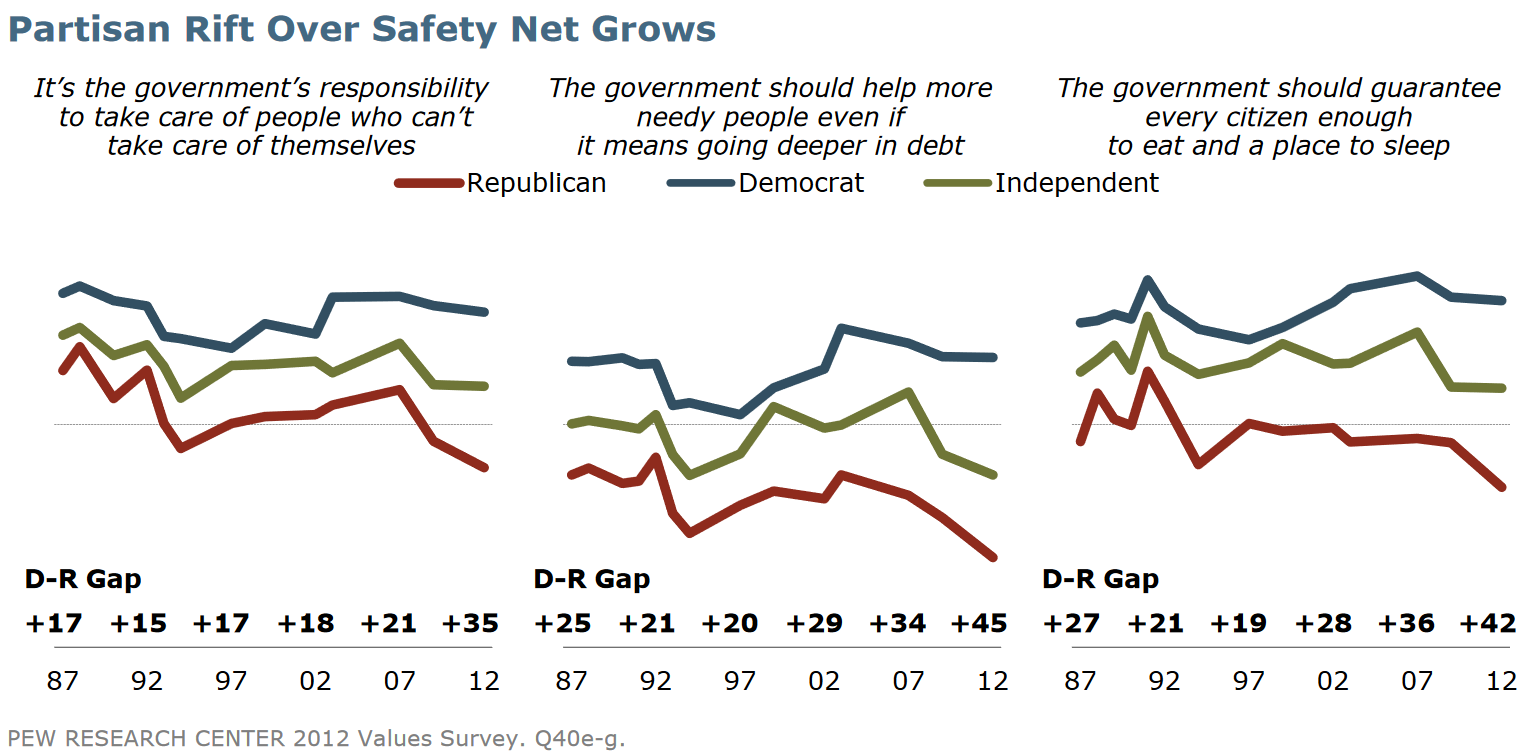 Partisan Rift Over Safety Net Grows
It’s the government’s responsibility
to take care of people who can’t
take care of themselves
The government should help more
needy people even if
it means going deeper in debt
The government should guarantee
every citizen enough
to eat and a place to sleep
Republican Democrat Independent
D-R Gap
+17 +15 +17 +18 +21 +35
87 92 97 02 07 12
D-R Gap
+25 +21 +20 +29 +34 +45
87 92 97 02 07 12
D-R Gap
+27 +21 +19 +28 +36 +42
87 92 97 02 07 12
PEW RESEARCH CENTER 2012 Values Survey. Q40e-g.